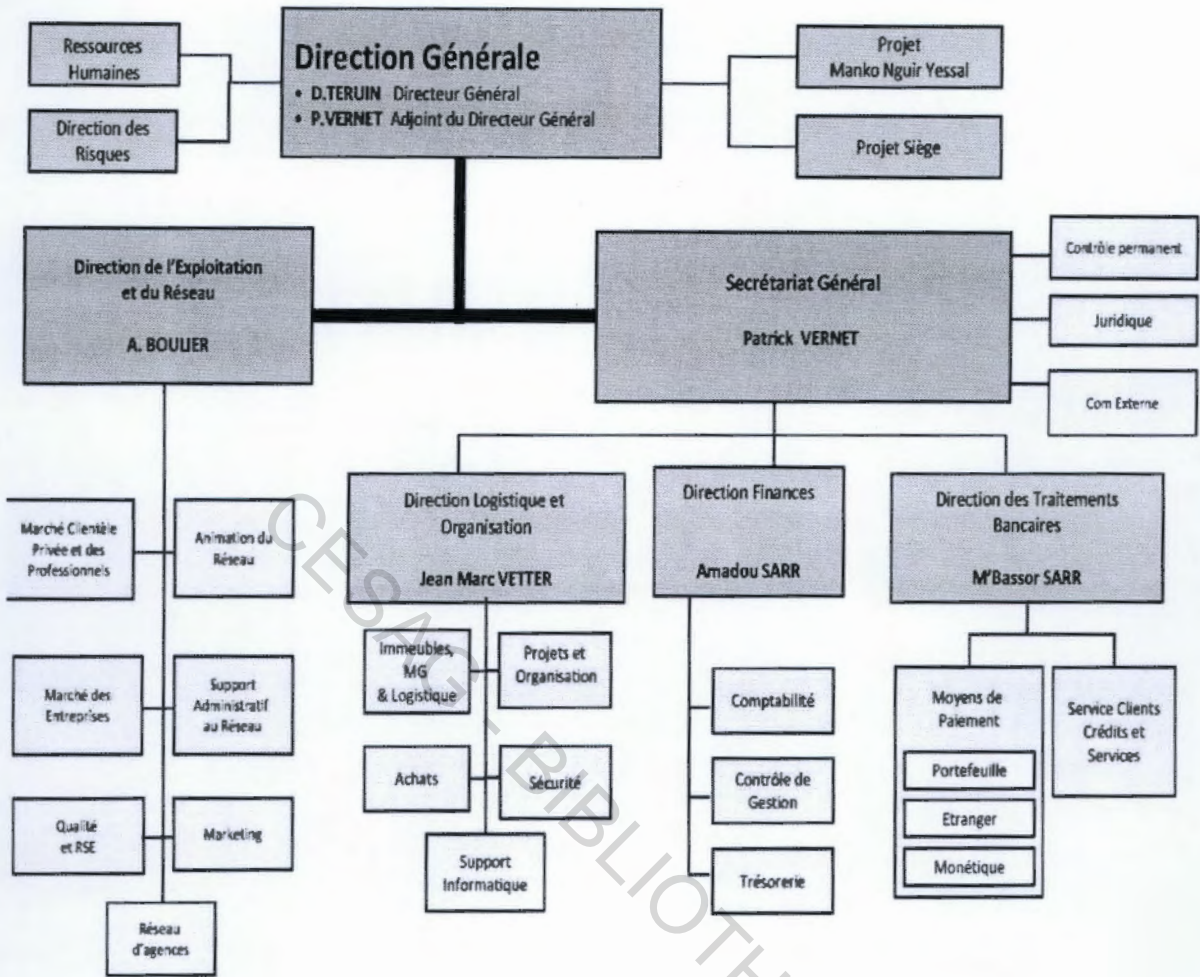 Ressources
Humaines
Direction des
Risques
Direction Générale
• D.TERUIN Directeur Général
• P.VERNET Adjoint du Directeur Général
Projet
Manko Nguir Yessal
Projet Siège
Direction de l'Exploitation
et du Réseau
A. BOULIER
Secrétariat Général
Patrick VERNET
Contrôle permanent
Juridique
Com Externe
Marché Clientèle
Privée et des
Professionnels
Animation du
Réseau
Marché des
Entreprises
Support
Administratif
au Réseau
Qualité
et RSE
Marketing
Réseau
d'agences
Direction Logistique et
Organisation
Jean Marc VETTER
Immeubles,
MG
& Logistique
Projets et
Organisation
Achats
Sécurité
Support
Informatique
Direction Finances
Amadou SARR
Comptabilité
Contrôle de
Gestion
Trésorerie
Direction des Traitements
Bancaires
M'Bassor SARR
Moyens de
Paiement
Portefeuille
Etranger
Monétique
Service Clients
Crédits et
Services
CESAG - BIBLIOTH